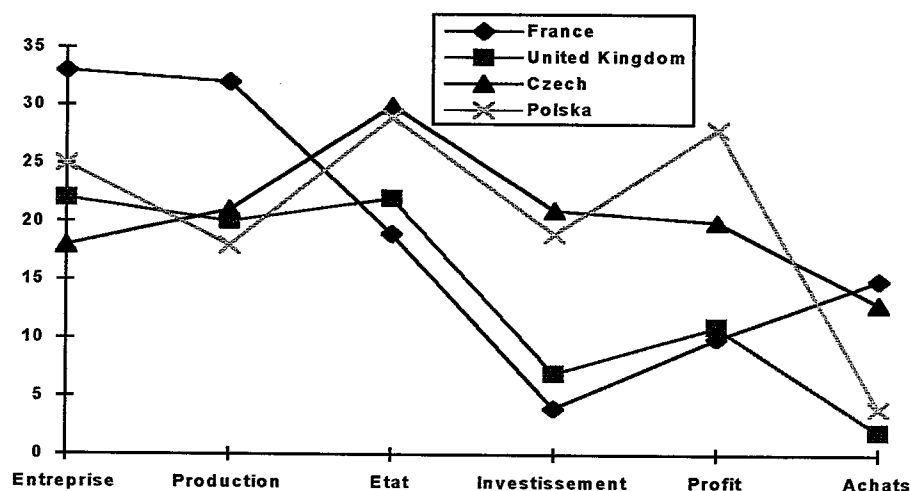 France
United Kingdom
Czech
Polska
35
30
25
20
15
10
5
0
Entreprise Production Etat Investissement Profit Achats